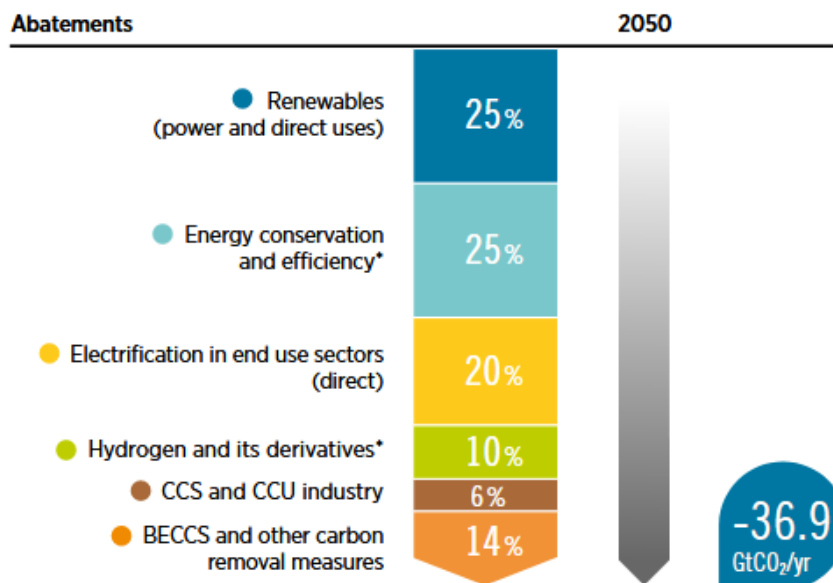 Abatements 2050
Renewables
(power and direct uses)
25%
Energy conservation
and efficiency*
25%
Electrification in end use sectors
(direct)
20%
Hydrogen and its derivatives*
10%
CCS and CCU industry
6%
BECCS and other carbon
removal measures
14%
-36.9
GtCO₂/yr